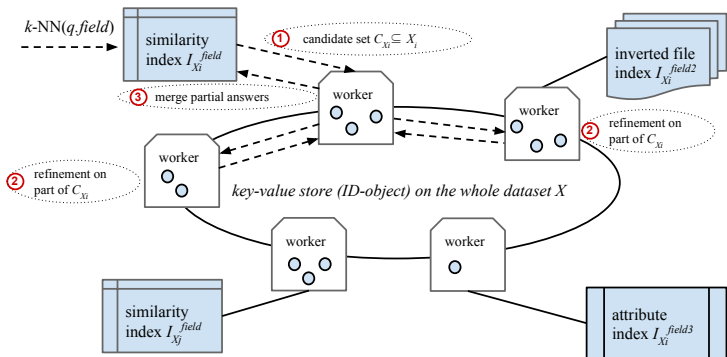 k-NN(q.field)
similarity
index I_Xi^field
1
candidate set C_Xi ⊆ X_i
3 merge partial answers
inverted file
index I_Xi^field2
worker
worker
2 refinement on
part of C_Xi
worker
2 refinement on
part of C_Xi
key-value store (ID-object) on the whole dataset X
worker
worker
similarity
index I_Xj^field
attribute
index I_Xi^field3